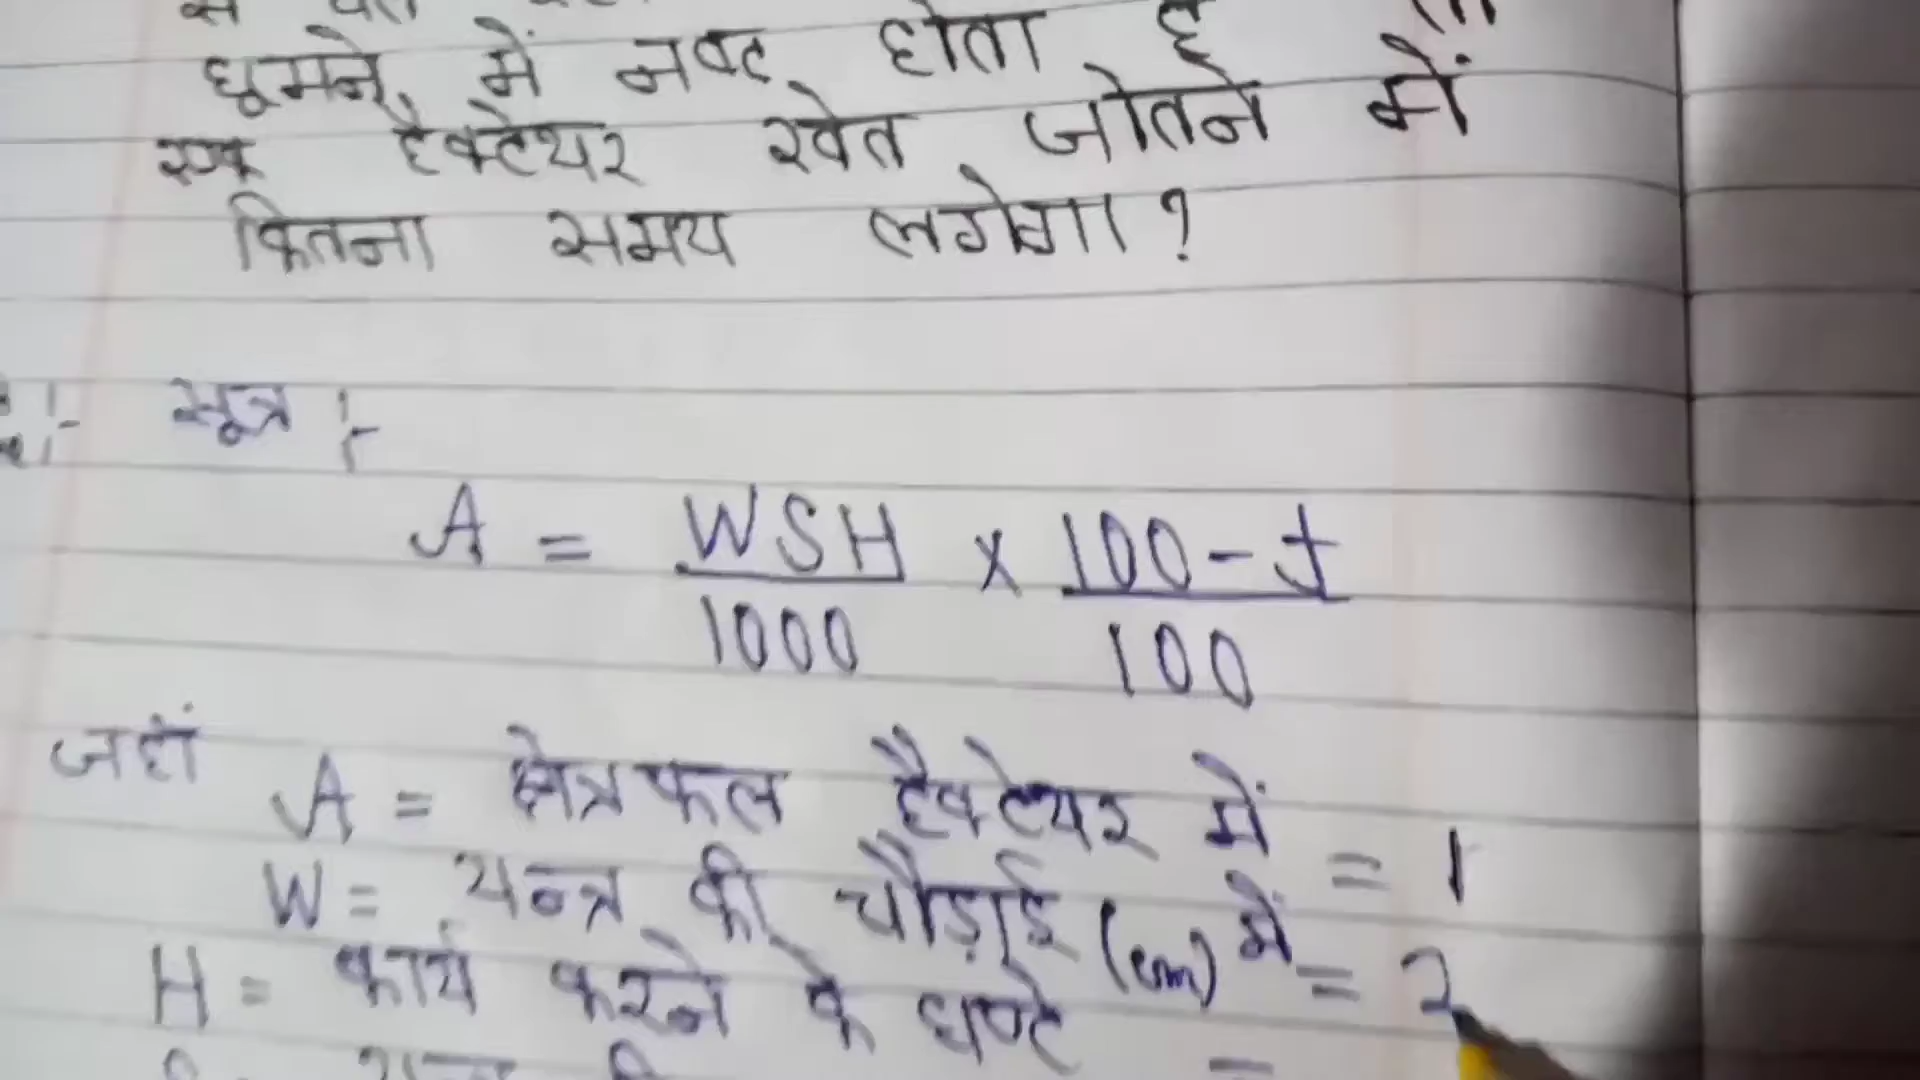 घूमने में नष्ट होता है
एक हैक्टेयर खेत जोतने में
कितना समय लगेगा?
सूत्र :-
A = WSH/1000 x 100-t/100
जहाँ
A = क्षेत्रफल हैक्टेयर में = 1
W = यन्त्र की चौड़ाई (cm) में = 2
H = कार्य करने के घण्टे =